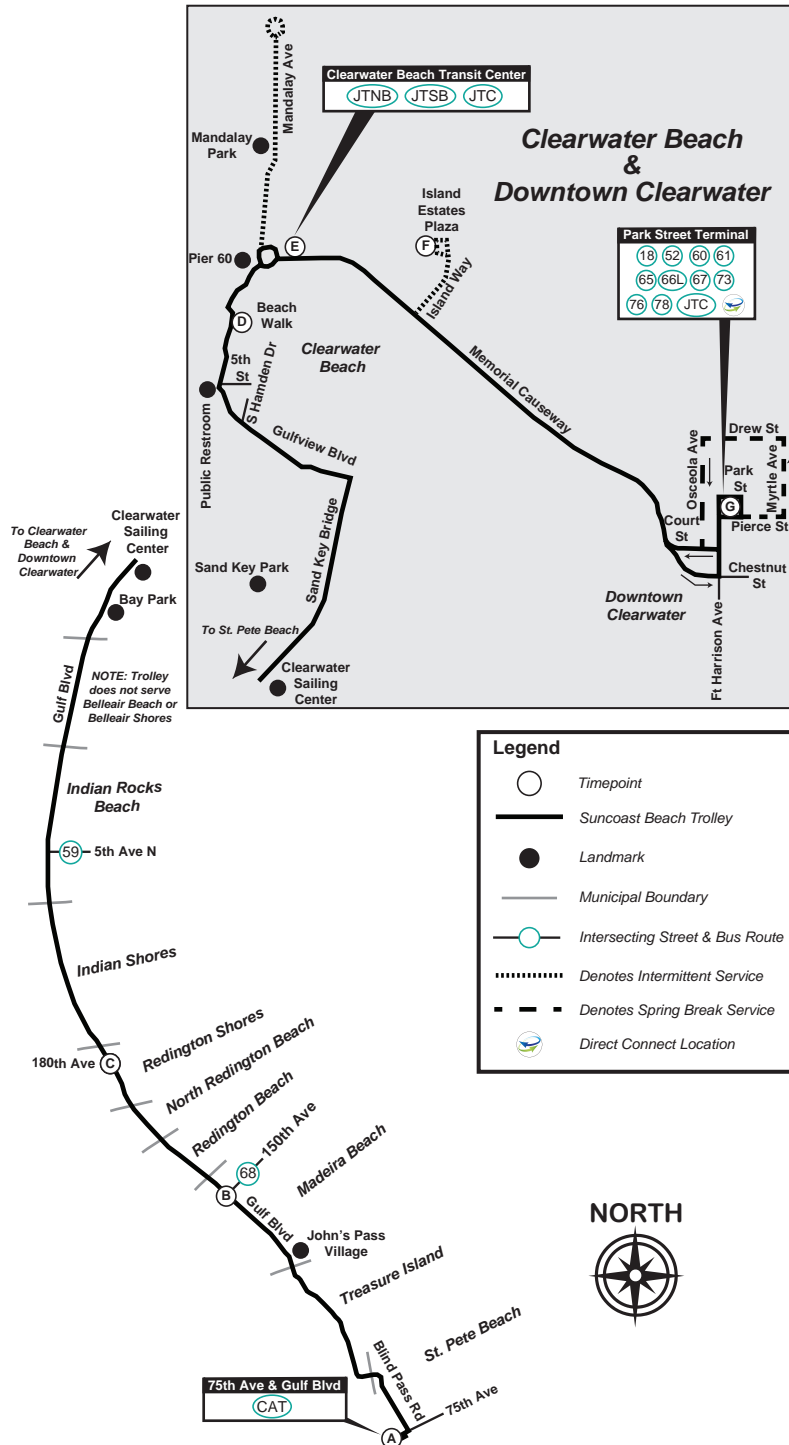 Mandalay Ave
Clearwater Beach Transit Center
JTNB JTSB JTC
Mandalay
Park
Clearwater Beach
&
Downtown Clearwater
Island
Estates
Plaza
E
F
Pier 60
Island Way
Park Street Terminal
18 52 60 61
65 66L 67 73
76 78 JTC
D
Beach
Walk
5th
St
S Hamden Dr
Clearwater
Beach
Memorial Causeway
Public Restroom
Gulfview Blvd
Drew St
Osceola Ave
Park
St
Myrtle Ave
G
Pierce St
Court
St
Chestnut
St
Downtown
Clearwater
Ft Harrison Ave
Sand Key Bridge
Sand Key Park
To St. Pete Beach
Clearwater
Sailing
Center
Clearwater
Sailing
Center
To Clearwater
Beach &
Downtown
Clearwater
Bay Park
Gulf Blvd
NOTE: Trolley
does not serve
Belleair Beach or
Belleair Shores
Indian Rocks
Beach
59 5th Ave N
Indian Shores
180th Ave C
Redington Shores
North Redington Beach
Redington Beach
68 150th Ave
B
Madeira Beach
Gulf Blvd
John's Pass
Village
Treasure Island
St. Pete Beach
Blind Pass Rd
75th Ave & Gulf Blvd
CAT
75th Ave
A
Legend
Timepoint
Suncoast Beach Trolley
Landmark
Municipal Boundary
Intersecting Street & Bus Route
Denotes Intermittent Service
Denotes Spring Break Service
Direct Connect Location
NORTH